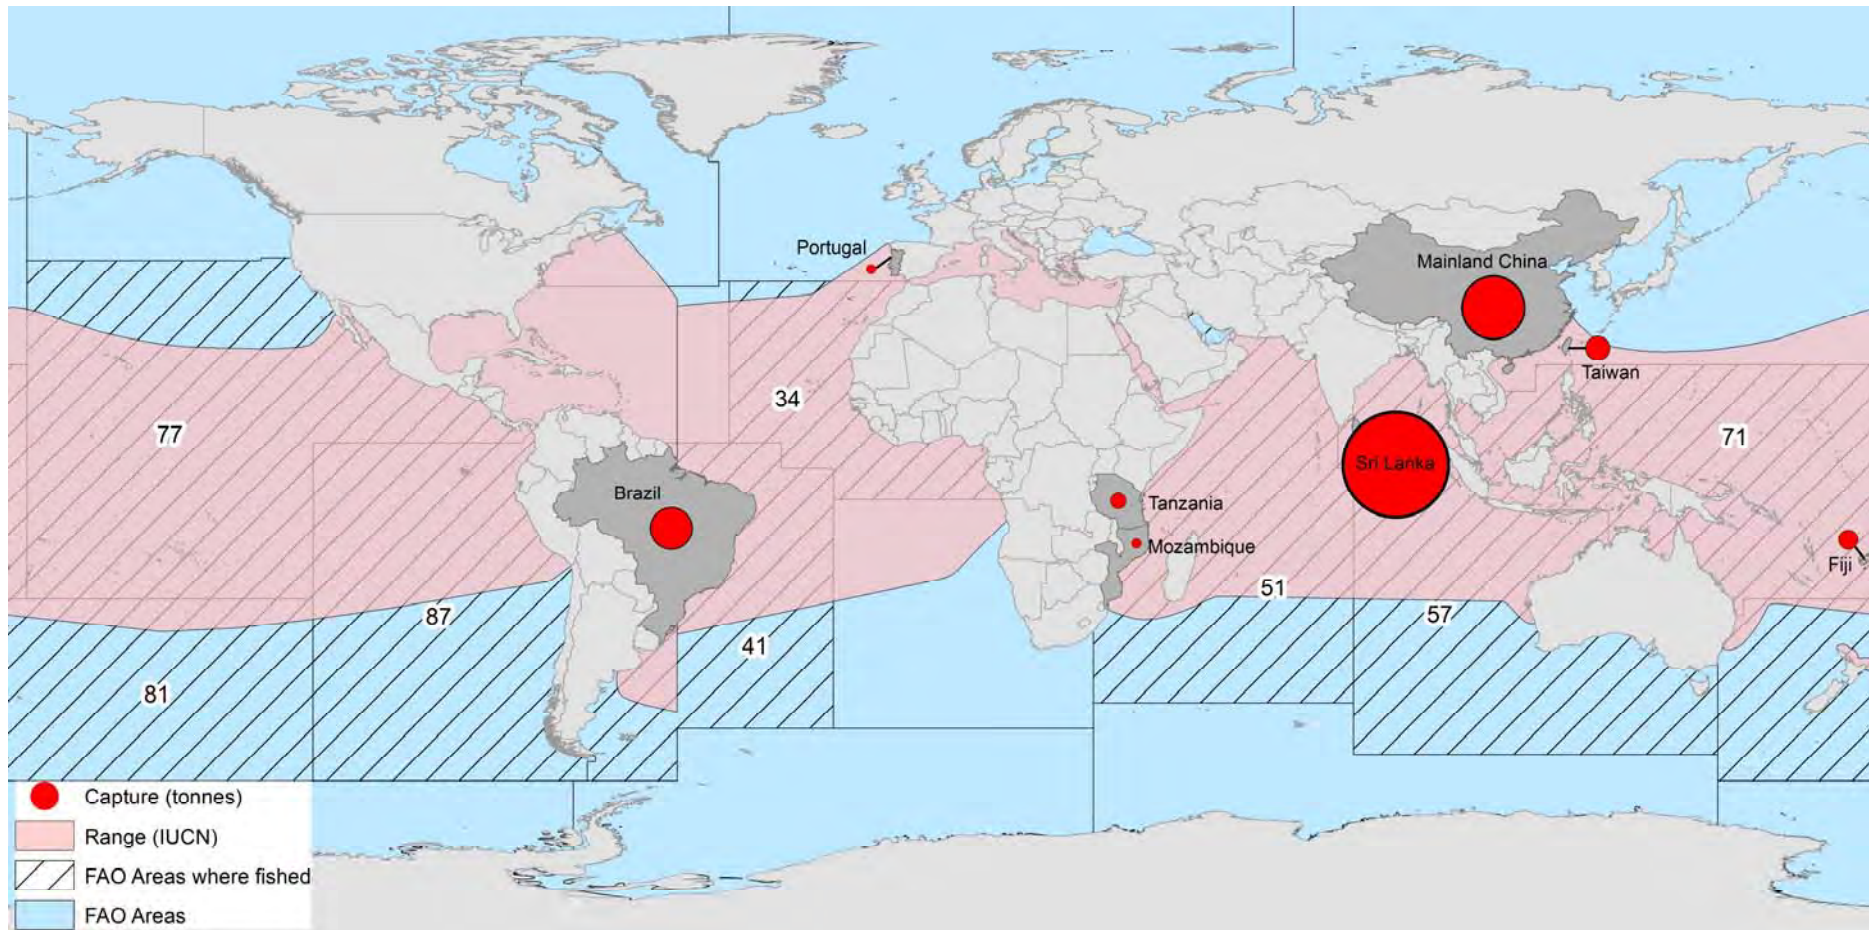 Portugal
Mainland China
Taiwan
34
77
71
Sri Lanka
Brazil
Tanzania
Mozambique
Fiji
51
87
57
41
81
Capture (tonnes)
Range (IUCN)
FAO Areas where fished
FAO Areas